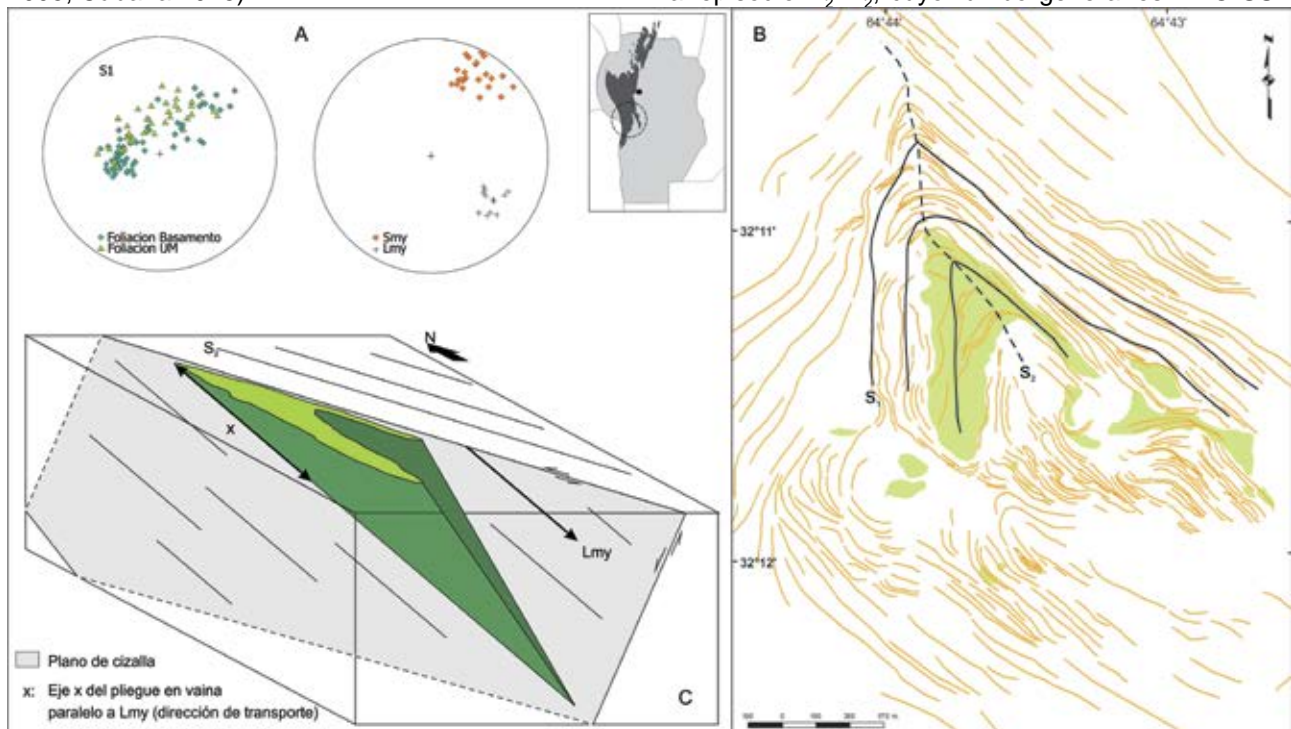 A
S1
Foliacion Basamento
Foliacion UM
Smy
Lmy
B
64°44'
64°43'
N
32°11'
32°12'
S₁
S₂
S₂
N
x
Lmy
Plano de cizalla
x: Eje x del pliegue en vaina
paralelo a Lmy (dirección de transporte)
C